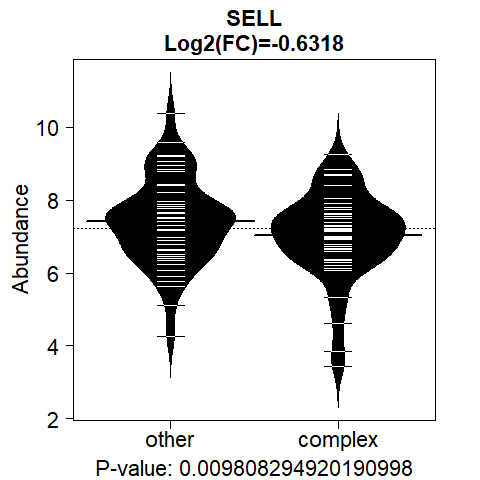 SELL
Log2(FC)=-0.6318
Abundance
10
8
6
4
2
other complex
P-value: 0.009808294920190998